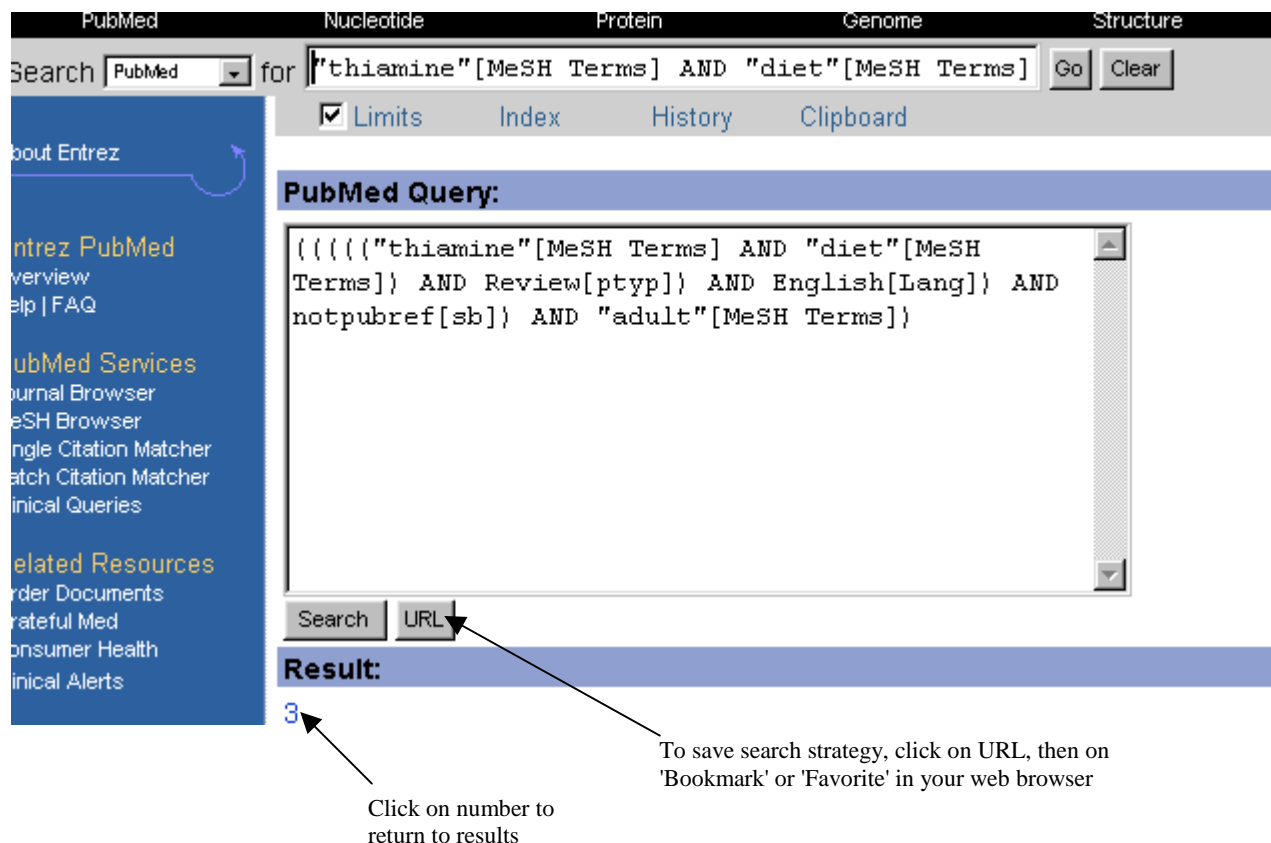 PubMed Nucleotide Protein Genome Structure
Search PubMed for "thiamine"[MeSH Terms] AND "diet"[MeSH Terms] Go Clear
Limits Index History Clipboard
bout Entrez
ntrez PubMed
verview
elp | FAQ
ubMed Services
ournal Browser
eSH Browser
ngle Citation Matcher
atch Citation Matcher
inical Queries
elated Resources
rder Documents
rateful Med
onsumer Health
inical Alerts
PubMed Query:
((((("thiamine"[MeSH Terms] AND "diet"[MeSH
Terms]) AND Review[ptyp]) AND English[Lang]) AND
notpubref[sb]) AND "adult"[MeSH Terms])
Search URL
Result:
3
To save search strategy, click on URL, then on
'Bookmark' or 'Favorite' in your web browser
Click on number to
return to results